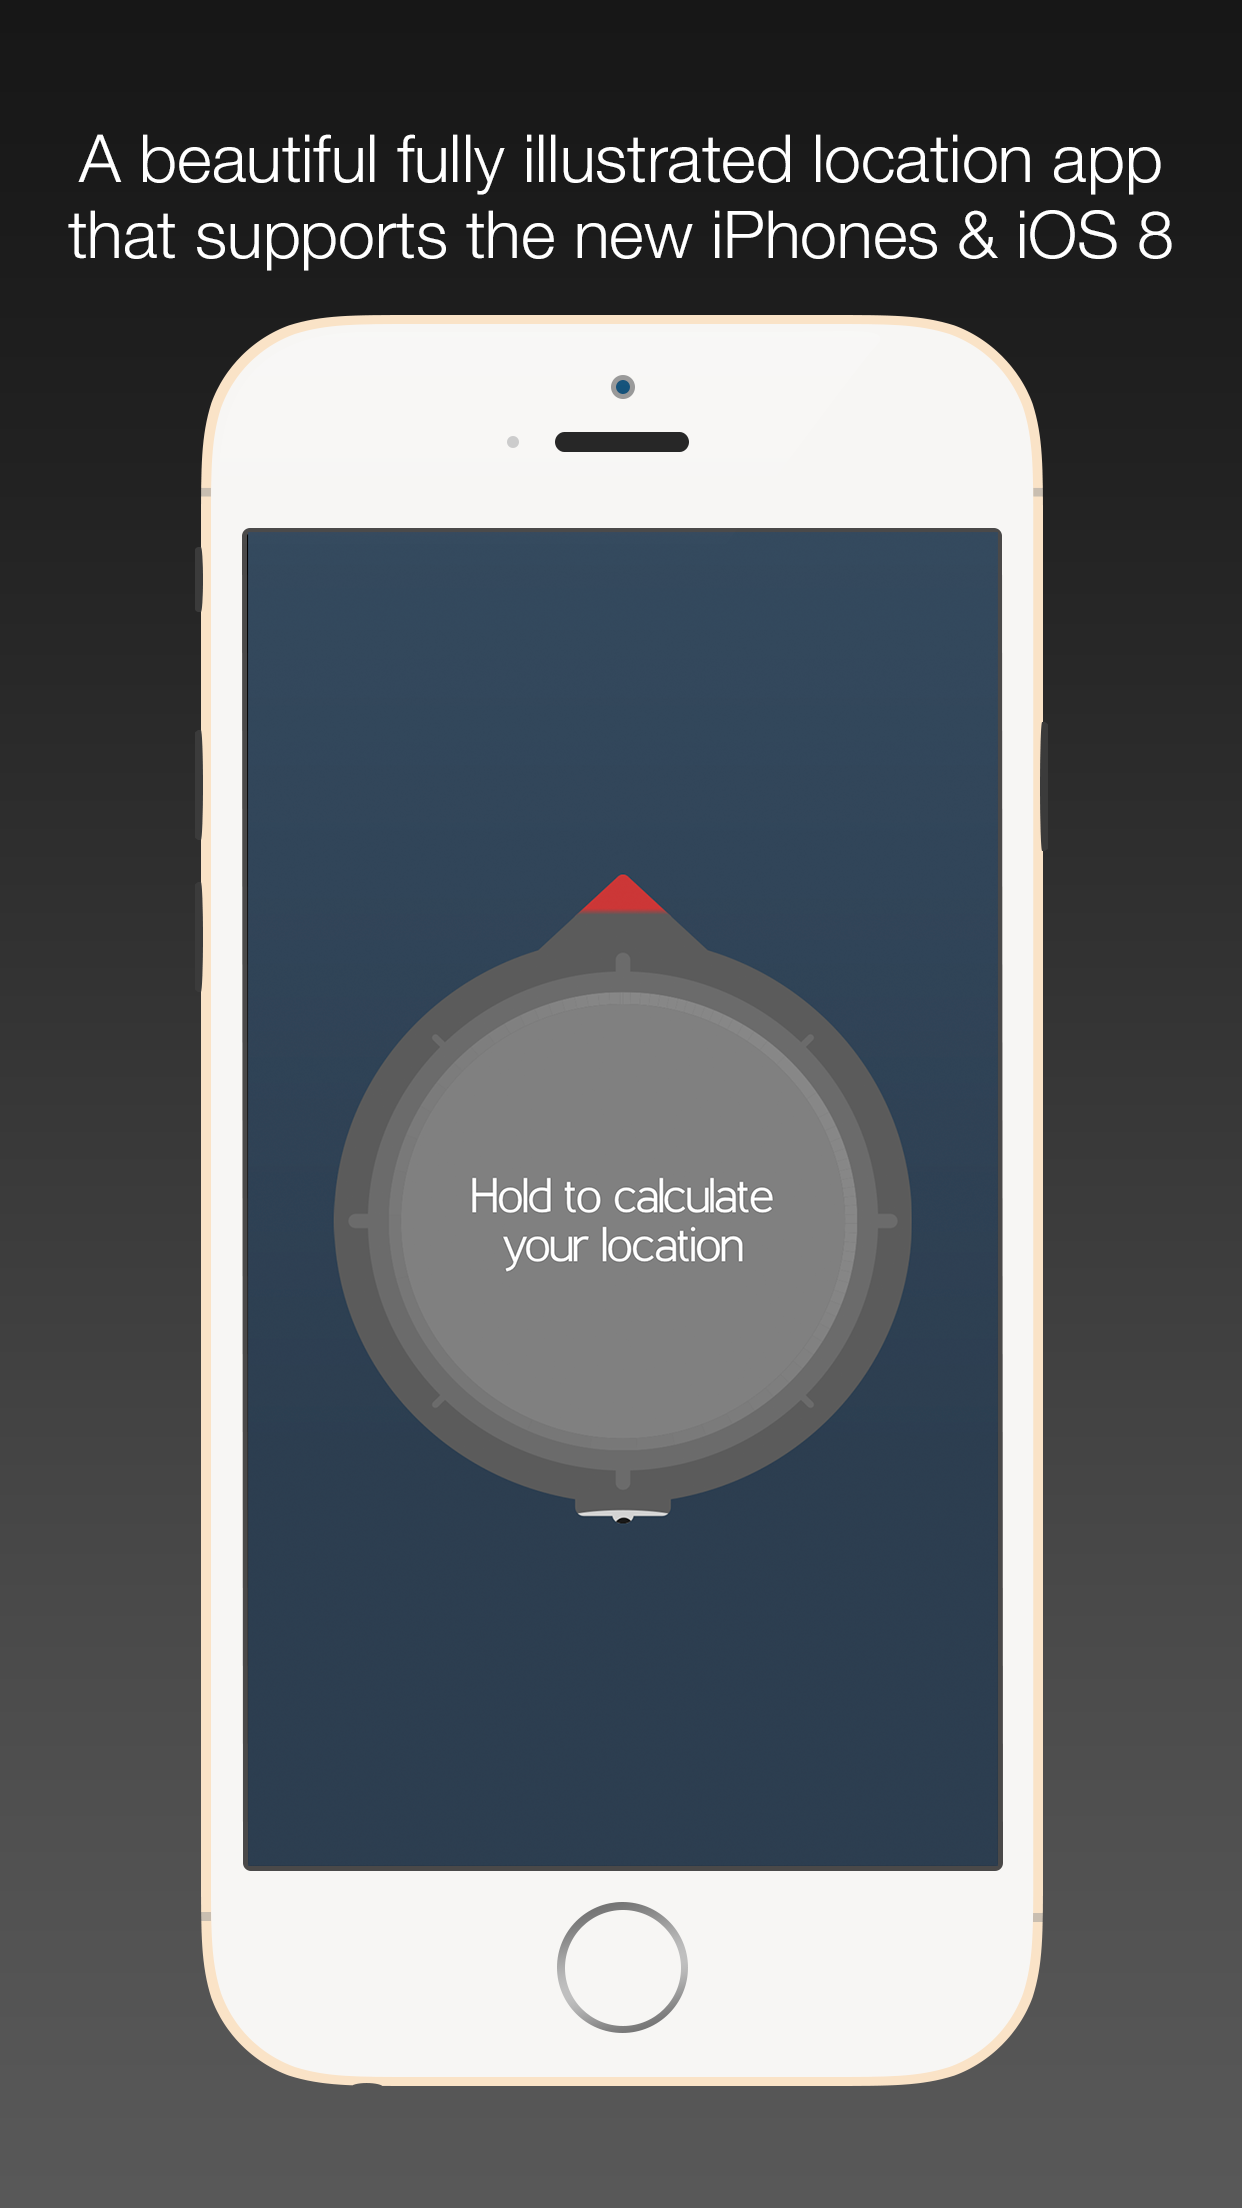 A beautiful fully illustrated location app
that supports the new iPhones & iOS 8
Hold to calculate
your location